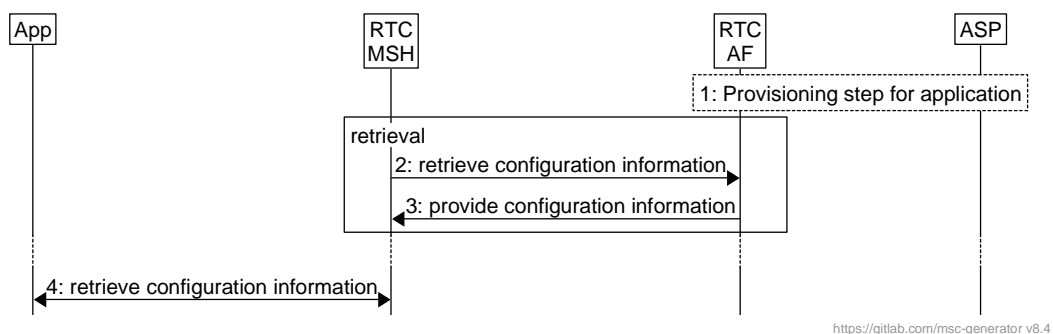 App
RTC
MSH
RTC
AF
ASP
1: Provisioning step for application
retrieval
2: retrieve configuration information
3: provide configuration information
4: retrieve configuration information
https://gitlab.com/msc-generator v8.4